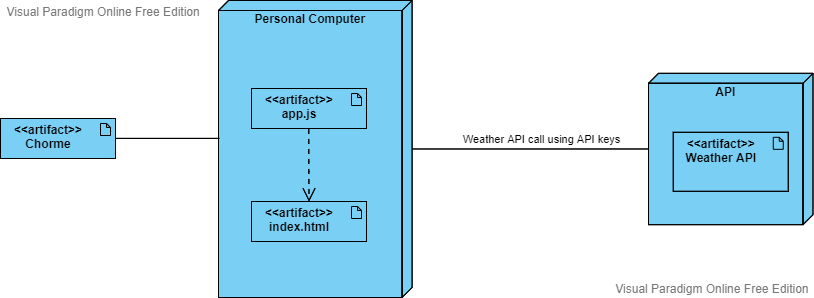 Visual Paradigm Online Free Edition
Personal Computer
<<artifact>>
app.js
<<artifact>>
Chorme
<<artifact>>
index.html
Weather API call using API keys
API
<<artifact>>
Weather API
Visual Paradigm Online Free Edition